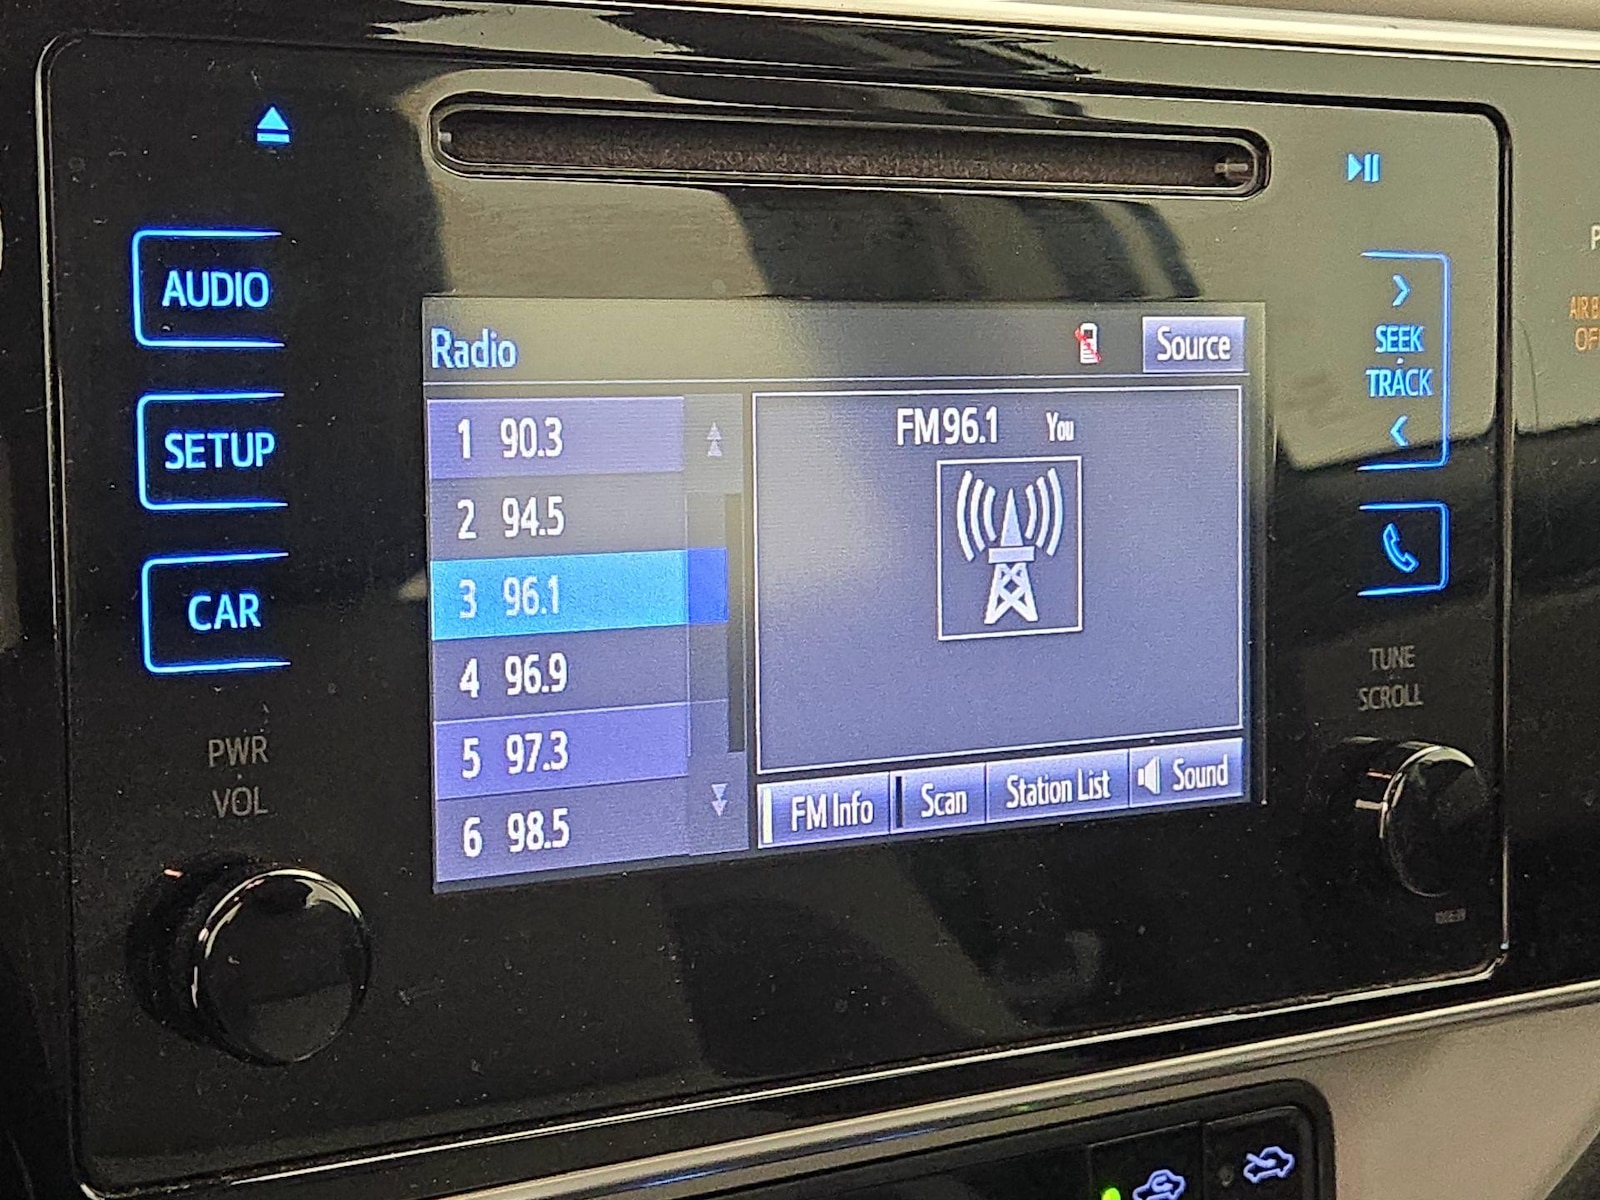 AUDIO
SETUP
CAR
PWR
VOL
Radio
Source
1 90.3
2 94.5
3 96.1
4 96.9
5 97.3
6 98.5
FM96.1 You
FM Info
Scan
Station List
Sound
SEEK
TRACK
TUNE
SCROLL
AIR